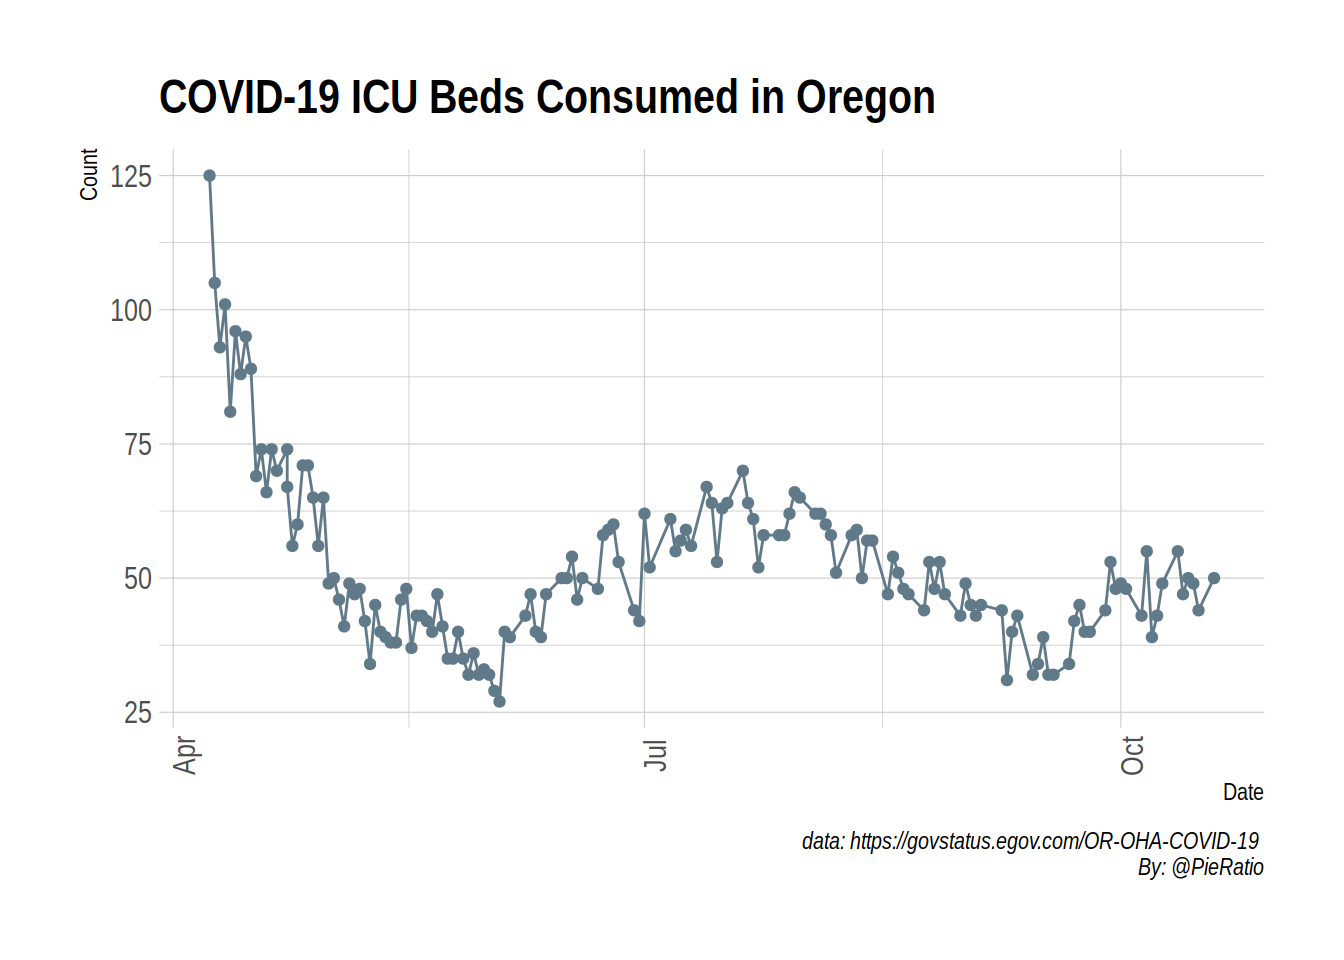 COVID-19 ICU Beds Consumed in Oregon
Count
125
100
75
50
25
Apr
Jul
Oct
Date
data: https://govstatus.egov.com/OR-OHA-COVID-19
By: @PieRatio